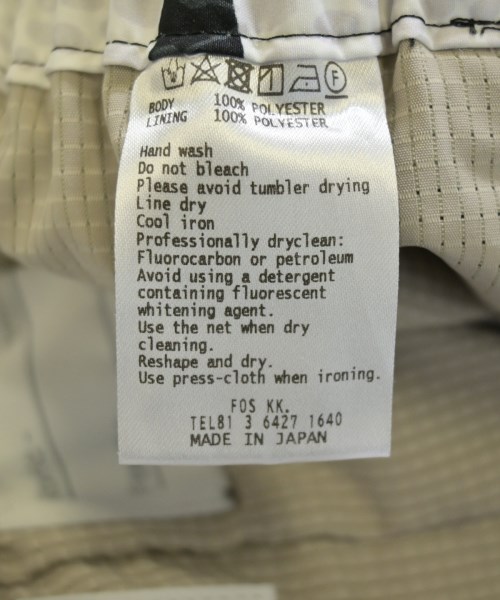 F
BODY 100% POLYESTER
LINING 100% POLYESTER
Hand wash
Do not bleach
Please avoid tumbler drying
Line dry
Cool iron
Professionally dryclean:
Fluorocarbon or petroleum
Avoid using a detergent
containing fluorescent
whitening agent.
Use the net when dry
cleaning.
Reshape and dry.
Use press-cloth when ironing.
FOS KK.
TEL81 3 6427 1640
MADE IN JAPAN